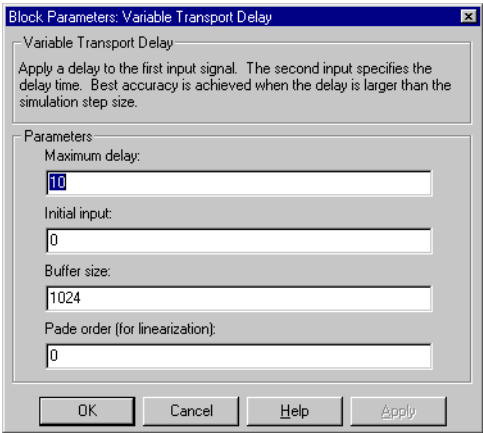 Block Parameters: Variable Transport Delay
Variable Transport Delay
Apply a delay to the first input signal.  The second input specifies the
delay time.  Best accuracy is achieved when the delay is larger than the
simulation step size.
Parameters
Maximum delay:
10
Initial input:
0
Buffer size:
1024
Pade order (for linearization):
0
OK Cancel Help Apply